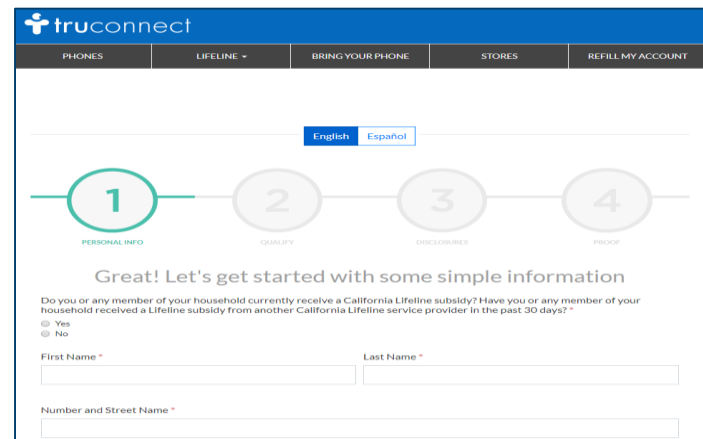 truconnect
PHONES LIFELINE BRING YOUR PHONE STORES REFILL MY ACCOUNT
English Español
1 2 3 4
PERSONAL INFO QUALIFY DISCLOSURES PROOF
Great! Let's get started with some simple information
Do you or any member of your household currently receive a California Lifeline subsidy? Have you or any member of your
household received a Lifeline subsidy from another California Lifeline service provider in the past 30 days? *
Yes
No
First Name * Last Name *
Number and Street Name *